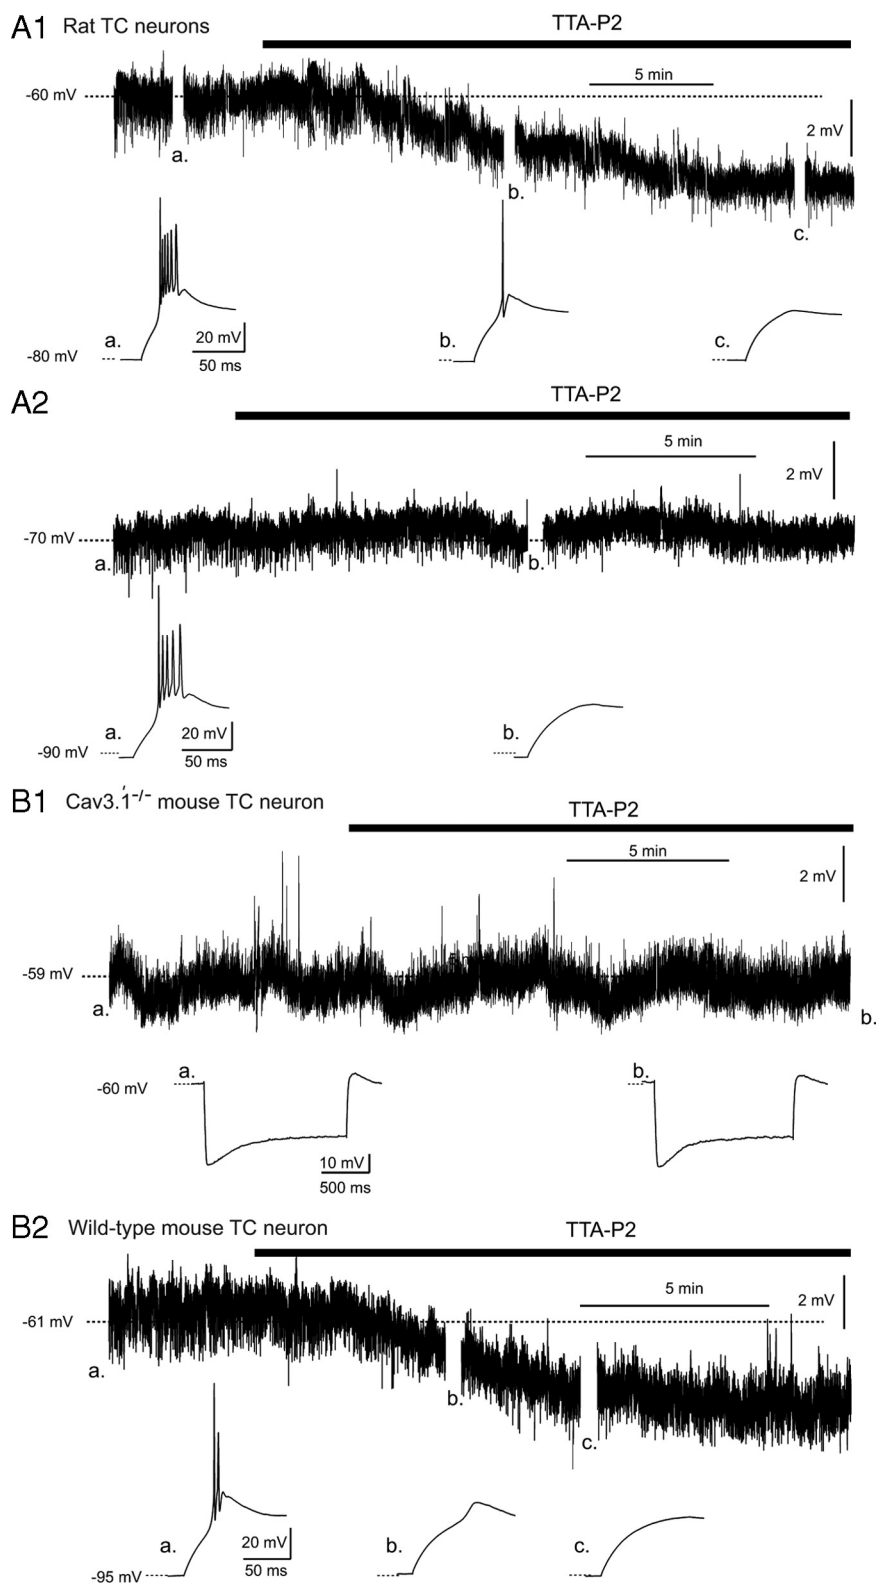 A1 Rat TC neurons
TTA-P2
5 min
-60 mV
2 mV
a.
b.
c.
a.
b.
c.
20 mV
50 ms
-80 mV
A2
TTA-P2
5 min
2 mV
-70 mV
a.
b.
a.
b.
20 mV
50 ms
-90 mV
B1 Cav3.1-/- mouse TC neuron
TTA-P2
5 min
2 mV
-59 mV
a.
b.
a.
b.
-60 mV
10 mV
500 ms
B2 Wild-type mouse TC neuron
TTA-P2
5 min
2 mV
-61 mV
a.
b.
c.
a.
b.
c.
20 mV
50 ms
-95 mV